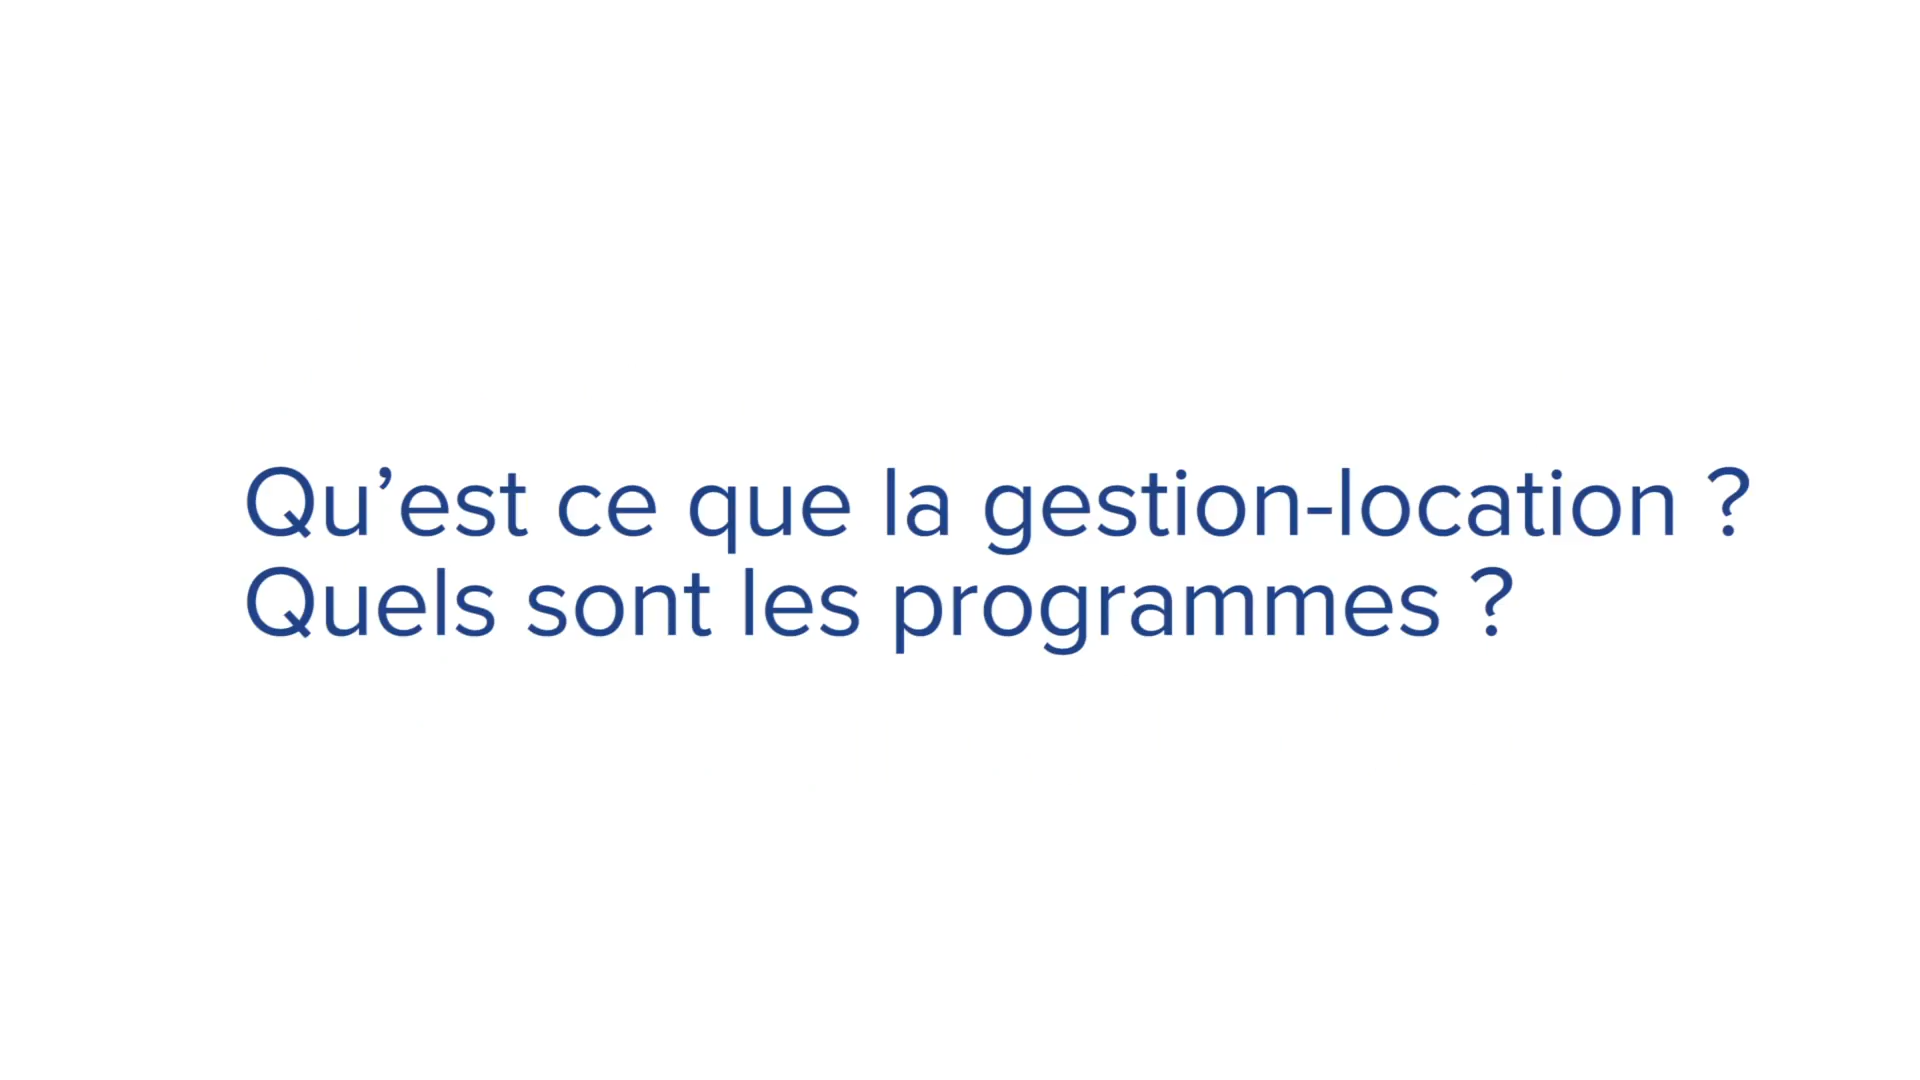 Qu’est ce que la gestion-location ?
Quels sont les programmes ?